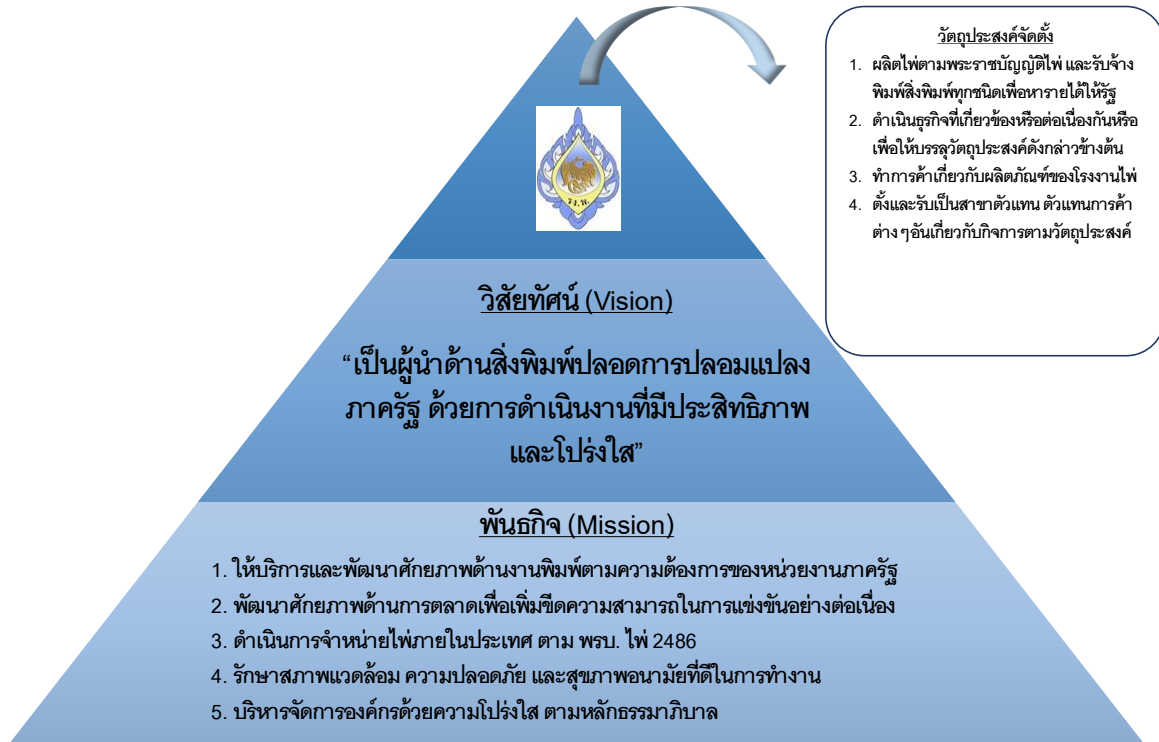 วัตถุประสงค์จัดตั้ง
1. ผลิตไพ่ตามพระราชบัญญัติไพ่ และรับจ้าง
พิมพ์สิ่งพิมพ์ทุกชนิดเพื่อหารายได้ให้รัฐ
2. ดำเนินธุรกิจที่เกี่ยวข้องหรือต่อเนื่องกันหรือ
เพื่อให้บรรลุวัตถุประสงค์ดังกล่าวข้างต้น
3. ทำการค้าเกี่ยวกับผลิตภัณฑ์ของโรงงานไพ่
4. ตั้งและรับเป็นสาขาตัวแทน ตัวแทนการค้า
ต่าง ๆอันเกี่ยวกับกิจการตามวัตถุประสงค์
รง.พ.
วิสัยทัศน์ (Vision)
“เป็นผู้นำด้านสิ่งพิมพ์ปลอดการปลอมแปลง
ภาครัฐ ด้วยการดำเนินงานที่มีประสิทธิภาพ
และโปร่งใส”
พันธกิจ (Mission)
1. ให้บริการและพัฒนาศักยภาพด้านงานพิมพ์ตามความต้องการของหน่วยงานภาครัฐ
2. พัฒนาศักยภาพด้านการตลาดเพื่อเพิ่มขีดความสามารถในการแข่งขันอย่างต่อเนื่อง
3. ดำเนินการจำหน่ายไพ่ภายในประเทศ ตาม พรบ. ไพ่ 2486
4. รักษาสภาพแวดล้อม ความปลอดภัย และสุขภาพอนามัยที่ดีในการทำงาน
5. บริหารจัดการองค์กรด้วยความโปร่งใส ตามหลักธรรมาภิบาล